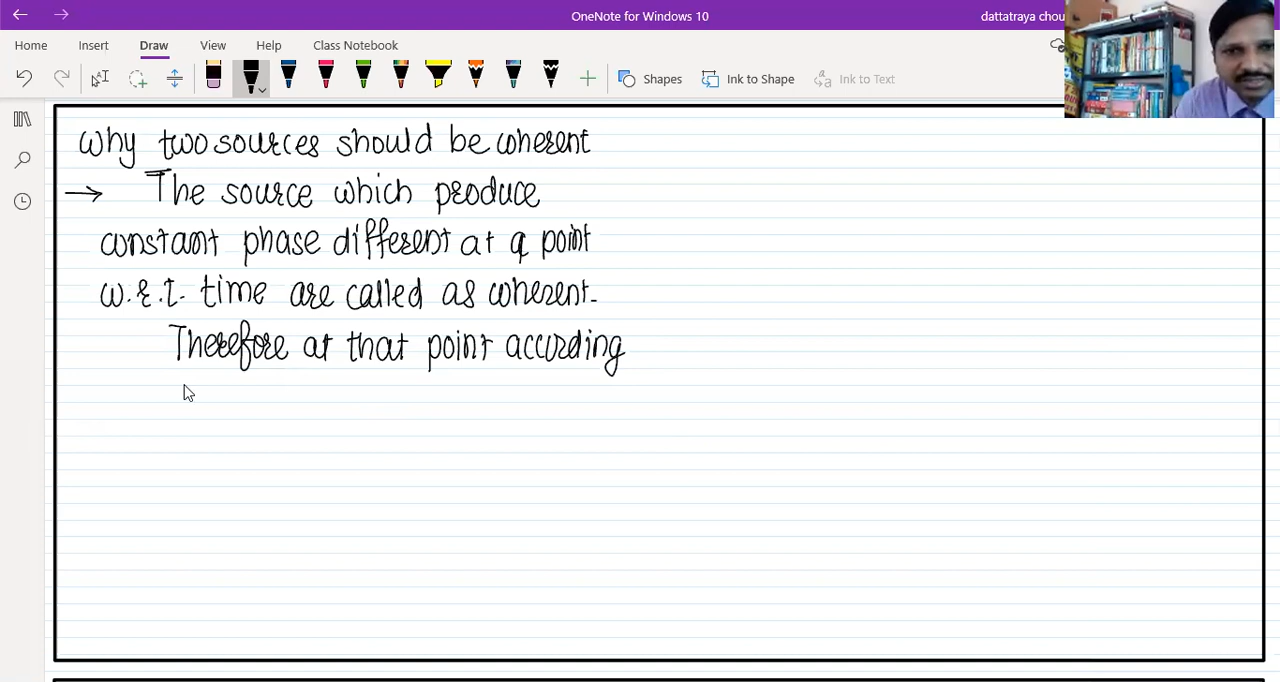 OneNote for Windows 10
dattatraya chou
Home Insert Draw View Help Class Notebook
Shapes Ink to Shape Ink to Text
Why two sources should be coherent
→ The source which produce
constant phase different at a point
w.r.t. time are called as coherent.
Therefore at that point according